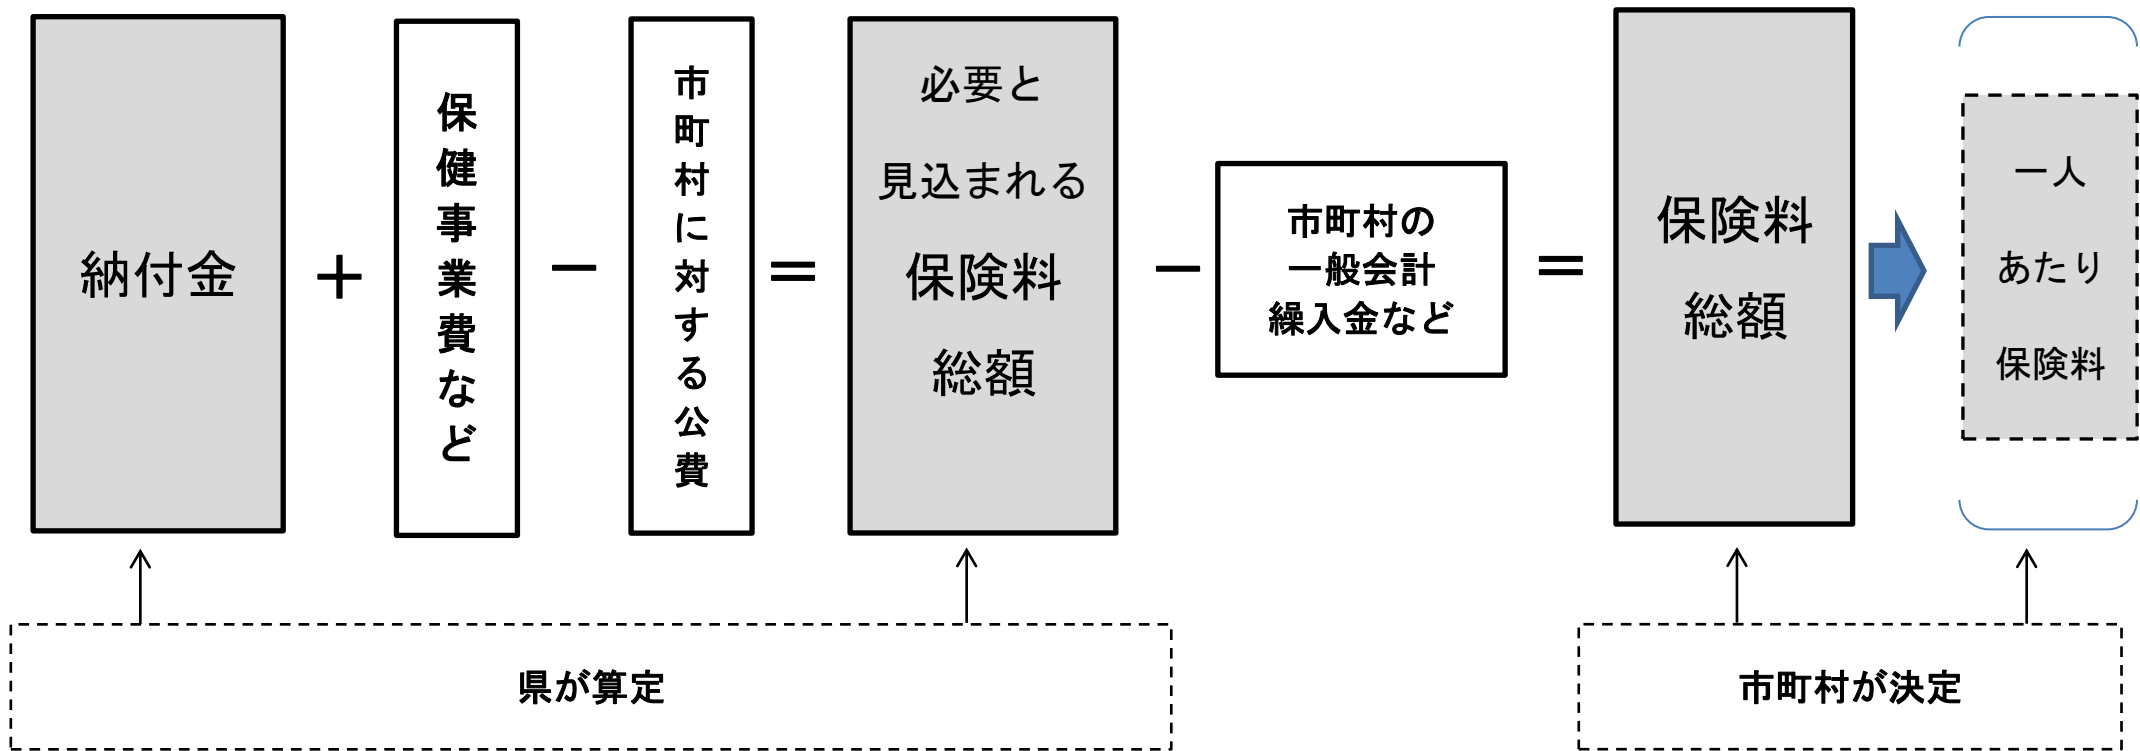 納付金
＋
保健事業費など
－
市町村に対する公費
＝
必要と
見込まれる
保険料
総額
－
市町村の
一般会計
繰入金など
＝
保険料
総額
一人
あたり
保険料
県が算定
市町村が決定